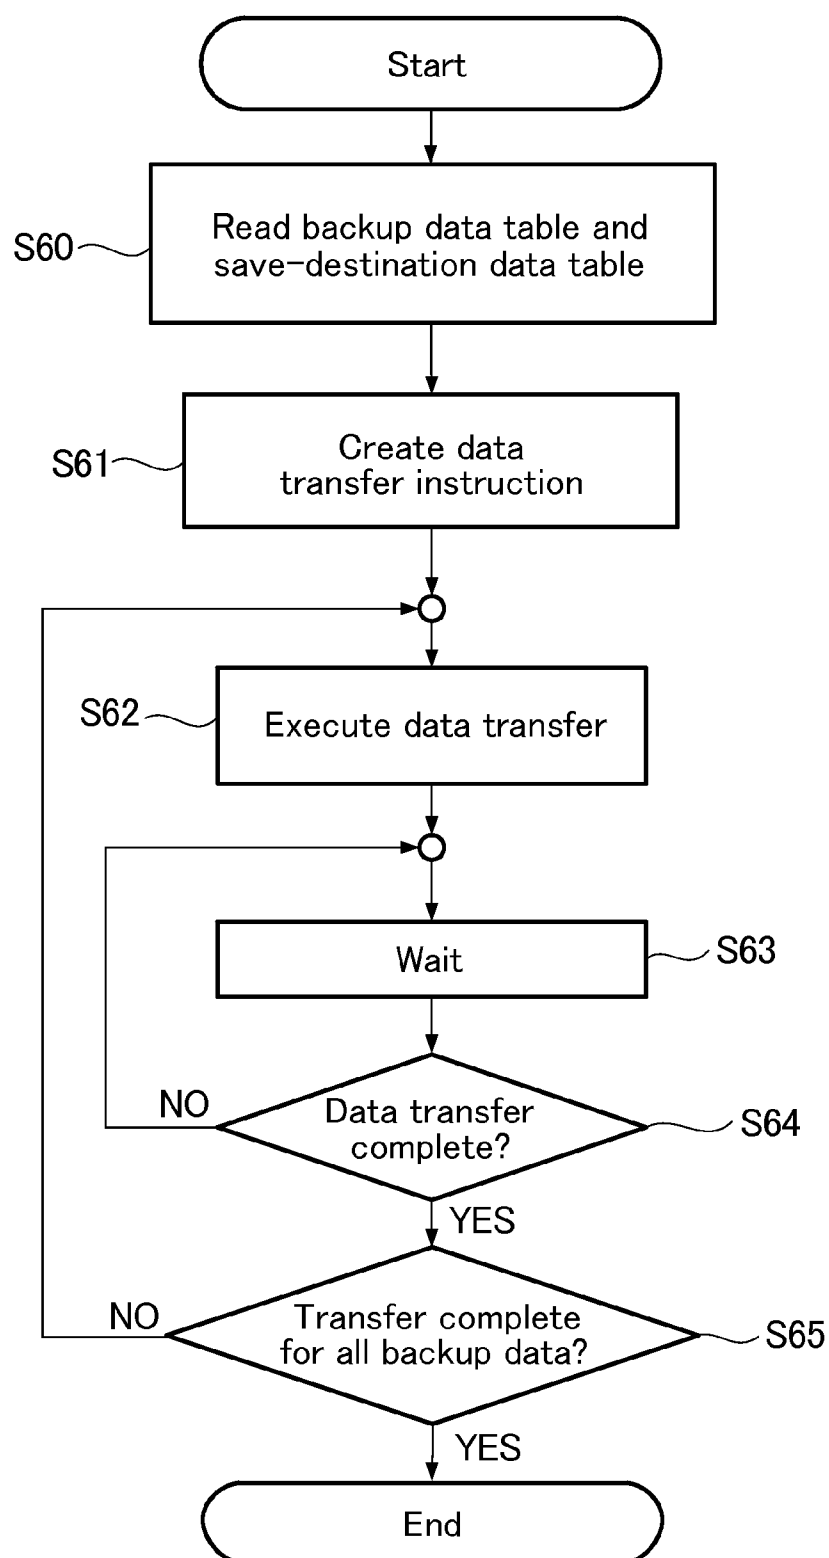 Start
S60
Read backup data table and
save-destination data table
S61
Create data
transfer instruction
S62
Execute data transfer
Wait
S63
NO
Data transfer
complete?
S64
YES
NO
Transfer complete
for all backup data?
S65
YES
End